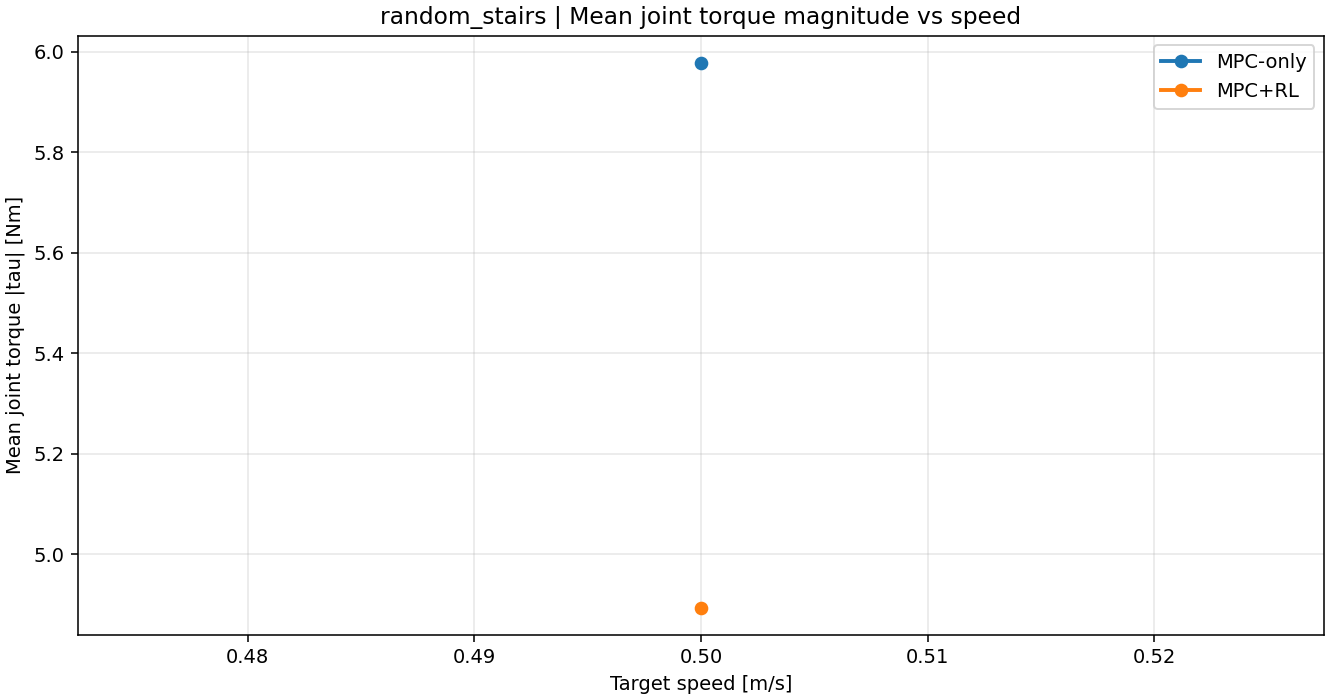 random_stairs | Mean joint torque magnitude vs speed
MPC-only
MPC+RL
Mean joint torque |tau| [Nm]
6.0
5.8
5.6
5.4
5.2
5.0
0.48
0.49
0.50
0.51
0.52
Target speed [m/s]